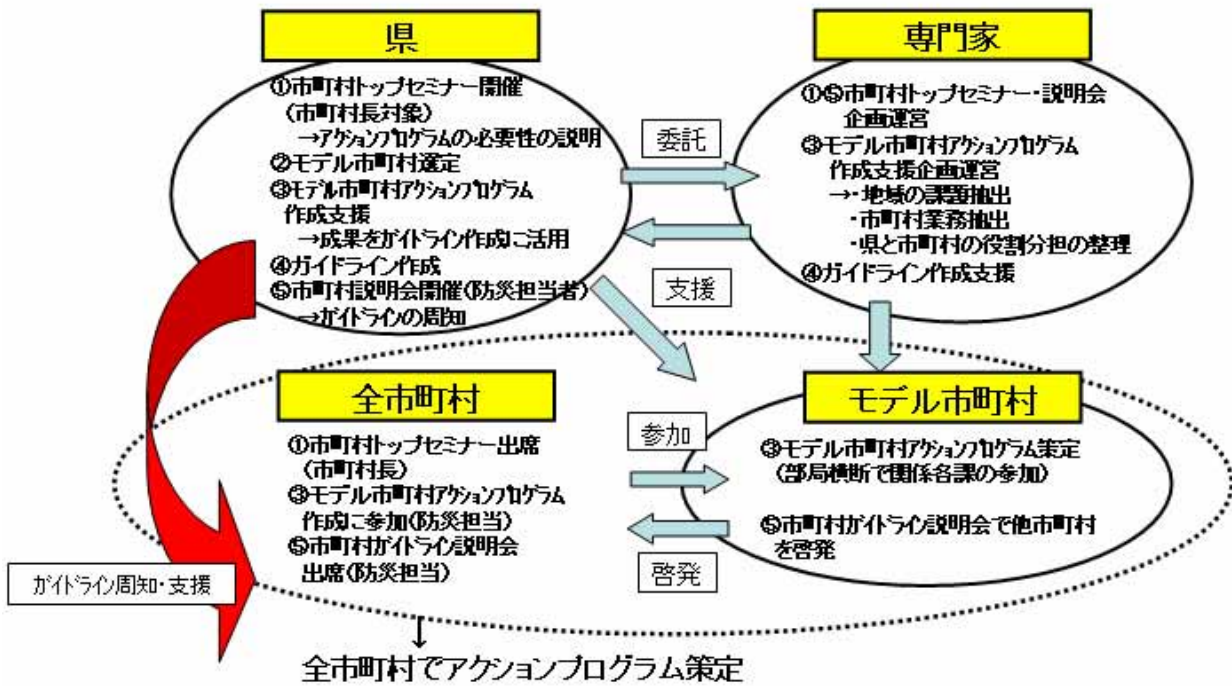 県
①市町村トップセミナー開催
(市町村長対象)
→アクションプログラムの必要性の説明
②モデル市町村選定
③モデル市町村アクションプログラム
作成支援
→成果をガイドライン作成に活用
④ガイドライン作成
⑤市町村説明会開催(防災担当者)
→ガイドラインの周知
委託
支援
専門家
①⑤市町村トップセミナー・説明会
企画運営
③モデル市町村アクションプログラム
作成支援企画運営
→・地域の課題抽出
・市町村業務抽出
・県と市町村の役割分担の整理
④ガイドライン作成支援
全市町村
①市町村トップセミナー出席
(市町村長)
③モデル市町村アクションプログラム
作成に参加(防災担当)
⑤市町村ガイドライン説明会
出席(防災担当)
参加
啓発
モデル市町村
③モデル市町村アクションプログラム策定
(部局横断で関係各課の参加)
⑤市町村ガイドライン説明会で他市町村
を啓発
ガイドライン周知・支援
全市町村でアクションプログラム策定